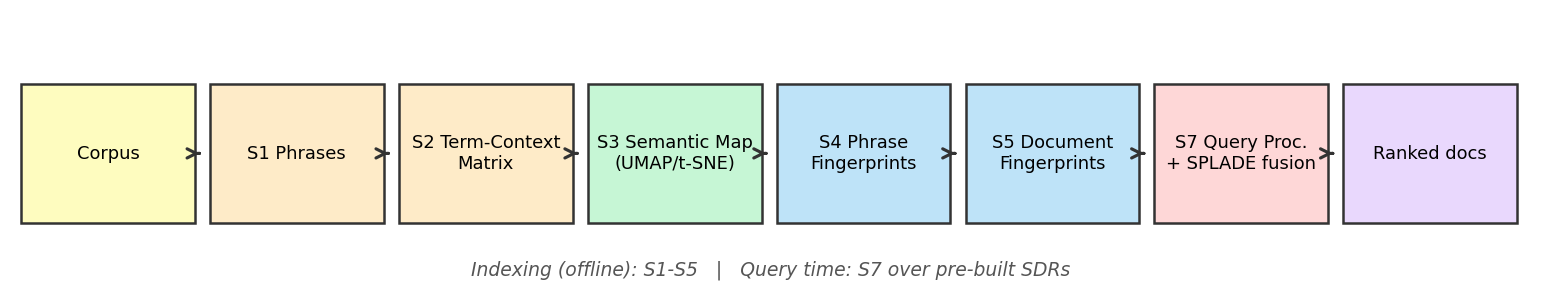 Corpus
S1 Phrases
S2 Term-Context
Matrix
S3 Semantic Map
(UMAP/t-SNE)
S4 Phrase
Fingerprints
S5 Document
Fingerprints
S7 Query Proc.
+ SPLADE fusion
Ranked docs
Indexing (offline): S1-S5   |   Query time: S7 over pre-built SDRs